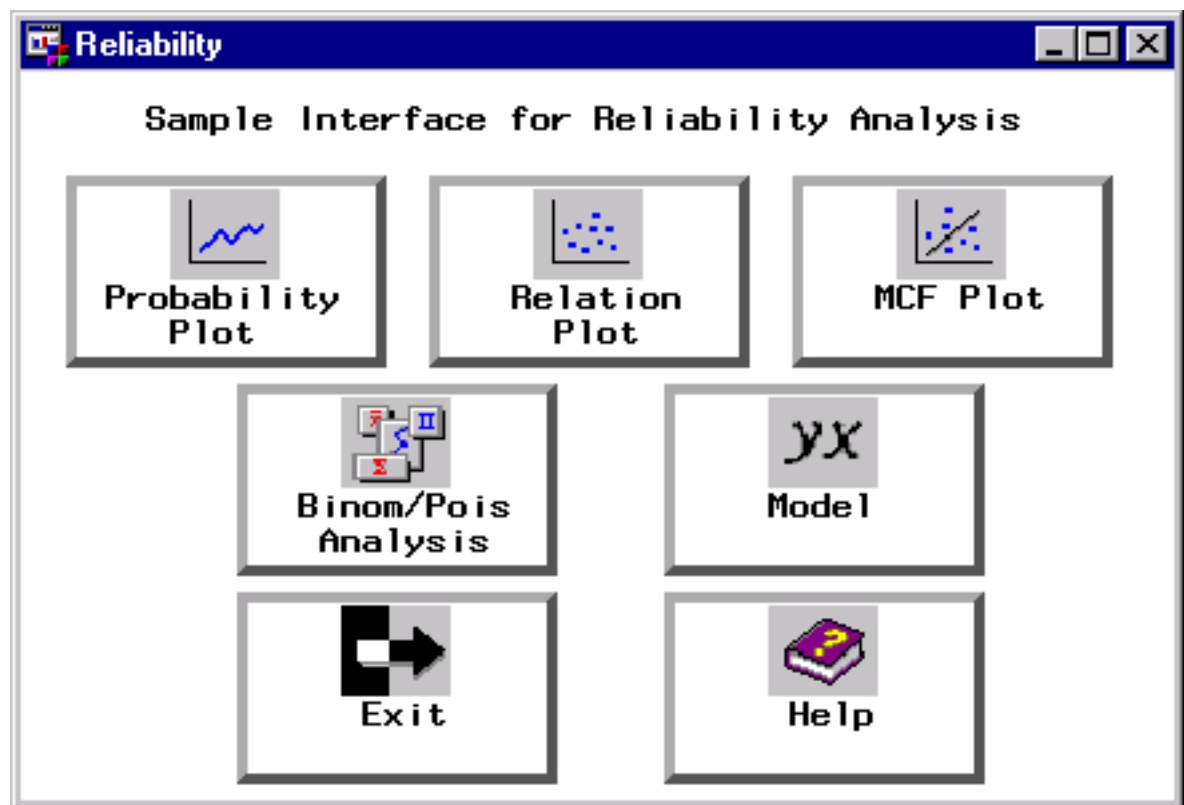 Reliability
Sample Interface for Reliability Analysis
Probability
Plot
Relation
Plot
MCF Plot
Binom/Pois
Analysis
yx
Model
Exit
?
Help